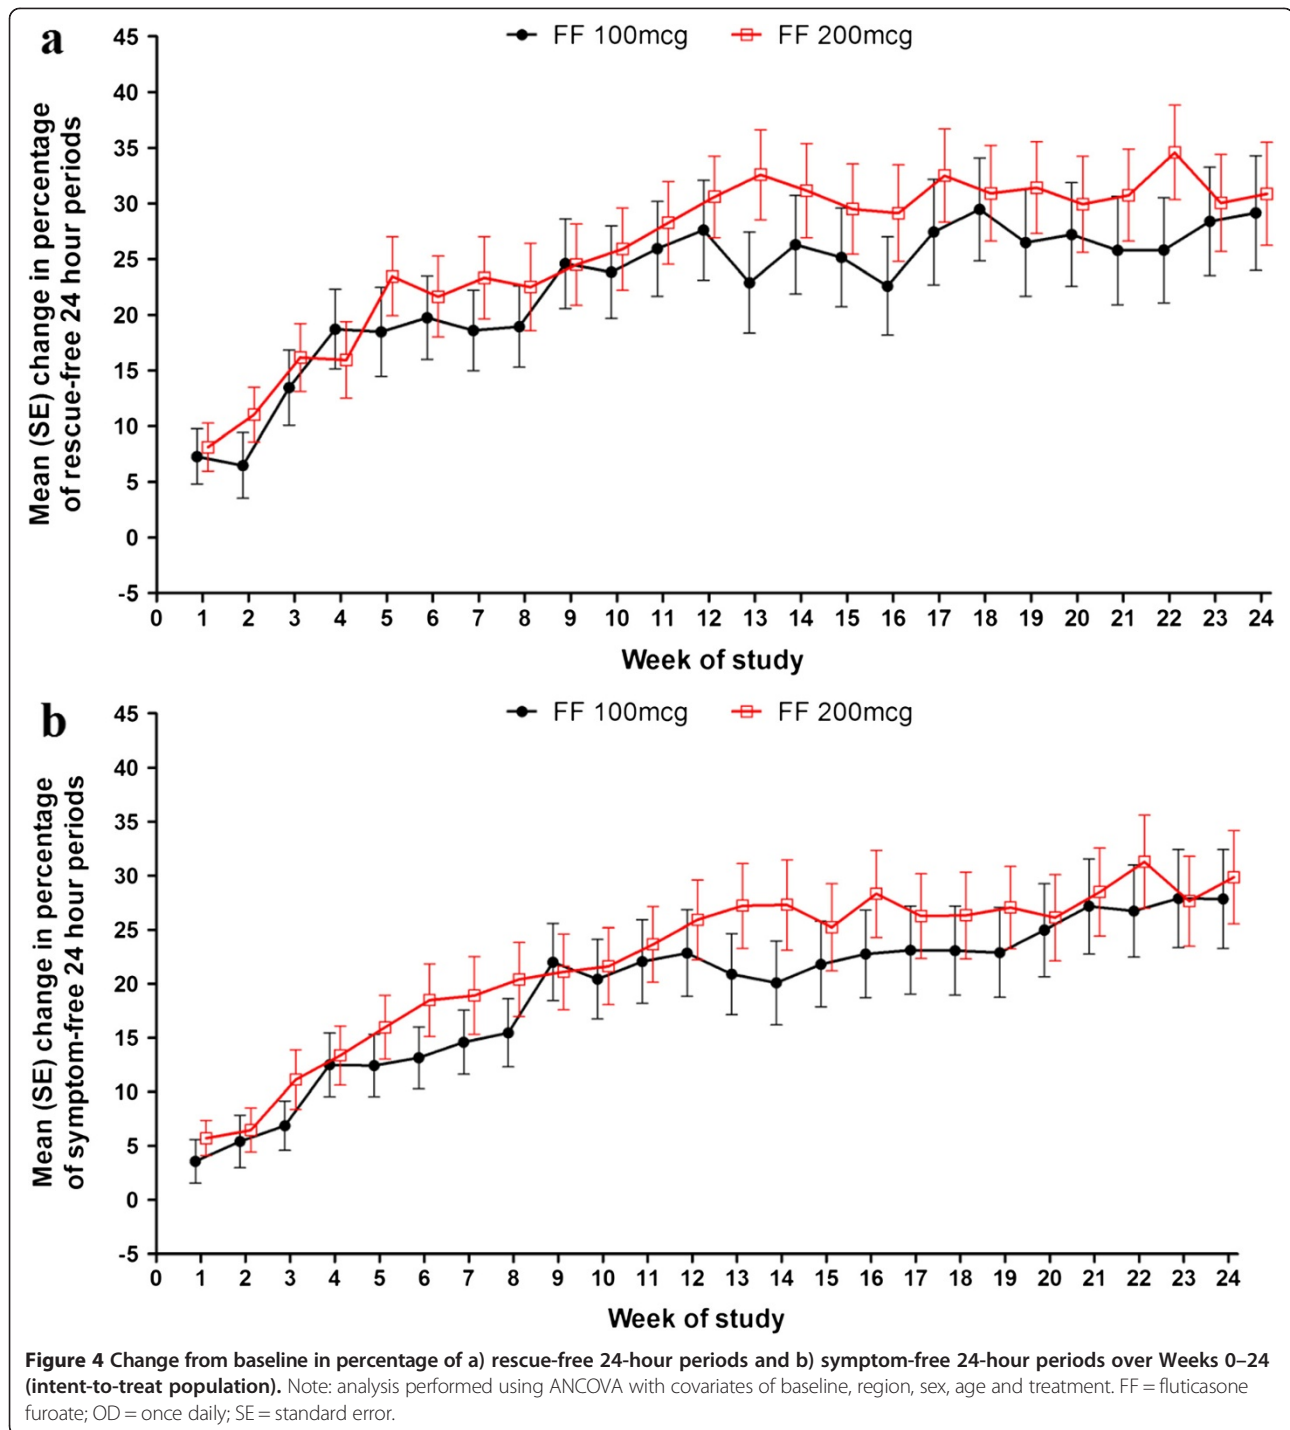 a
FF 100mcg FF 200mcg
45
40
35
30
25
20
15
10
5
0
-5
Mean (SE) change in percentage
of rescue-free 24 hour periods
0 1 2 3 4 5 6 7 8 9 10 11 12 13 14 15 16 17 18 19 20 21 22 23 24
Week of study
b
FF 100mcg FF 200mcg
45
40
35
30
25
20
15
10
5
0
-5
Mean (SE) change in percentage
of symptom-free 24 hour periods
0 1 2 3 4 5 6 7 8 9 10 11 12 13 14 15 16 17 18 19 20 21 22 23 24
Week of study
Figure 4 Change from baseline in percentage of a) rescue-free 24-hour periods and b) symptom-free 24-hour periods over Weeks 0–24
(intent-to-treat population). Note: analysis performed using ANCOVA with covariates of baseline, region, sex, age and treatment. FF = fluticasone
furoate; OD = once daily; SE = standard error.